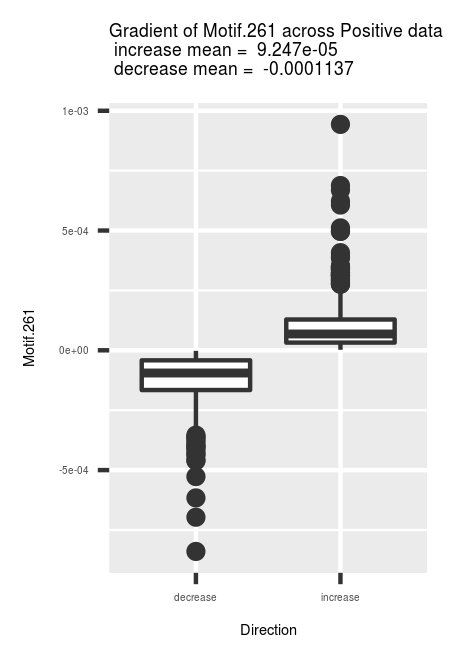 Gradient of Motif.261 across Positive data
increase mean =  9.247e-05
decrease mean =  -0.0001137
1e-03
5e-04
0e+00
-5e-04
Motif.261
decrease
increase
Direction